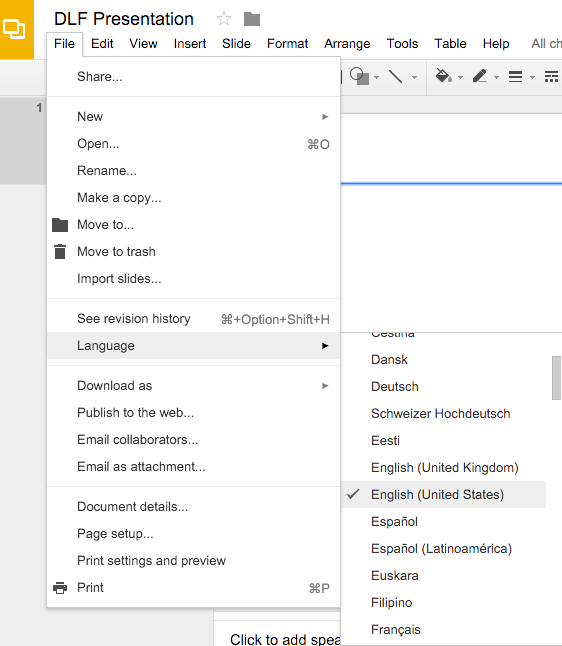 DLF Presentation
File Edit View Insert Slide Format Arrange Tools Table Help All ch
1
Share...
New
Open... ⌘O
Rename...
Make a copy...
Move to...
Move to trash
Import slides...
See revision history ⌘+Option+Shift+H
Language
Download as
Publish to the web...
Email collaborators...
Email as attachment...
Document details...
Page setup...
Print settings and preview
Print ⌘P
Čeština
Dansk
Deutsch
Schweizer Hochdeutsch
Eesti
English (United Kingdom)
English (United States)
Español
Español (Latinoamérica)
Euskara
Filipino
Français
Click to add spea